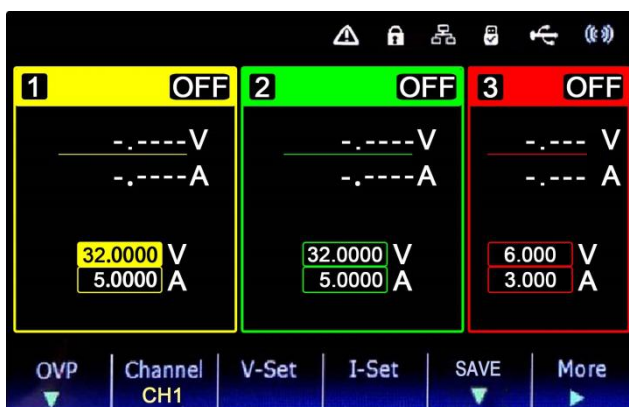 1 OFF 2 OFF 3 OFF
-.----V -.----V -.--- V
-.----A -.----A -.--- A
32.0000 V 32.0000 V 6.000 V
5.0000 A 5.0000 A 3.000 A
OVP Channel V-Set I-Set SAVE More
CH1